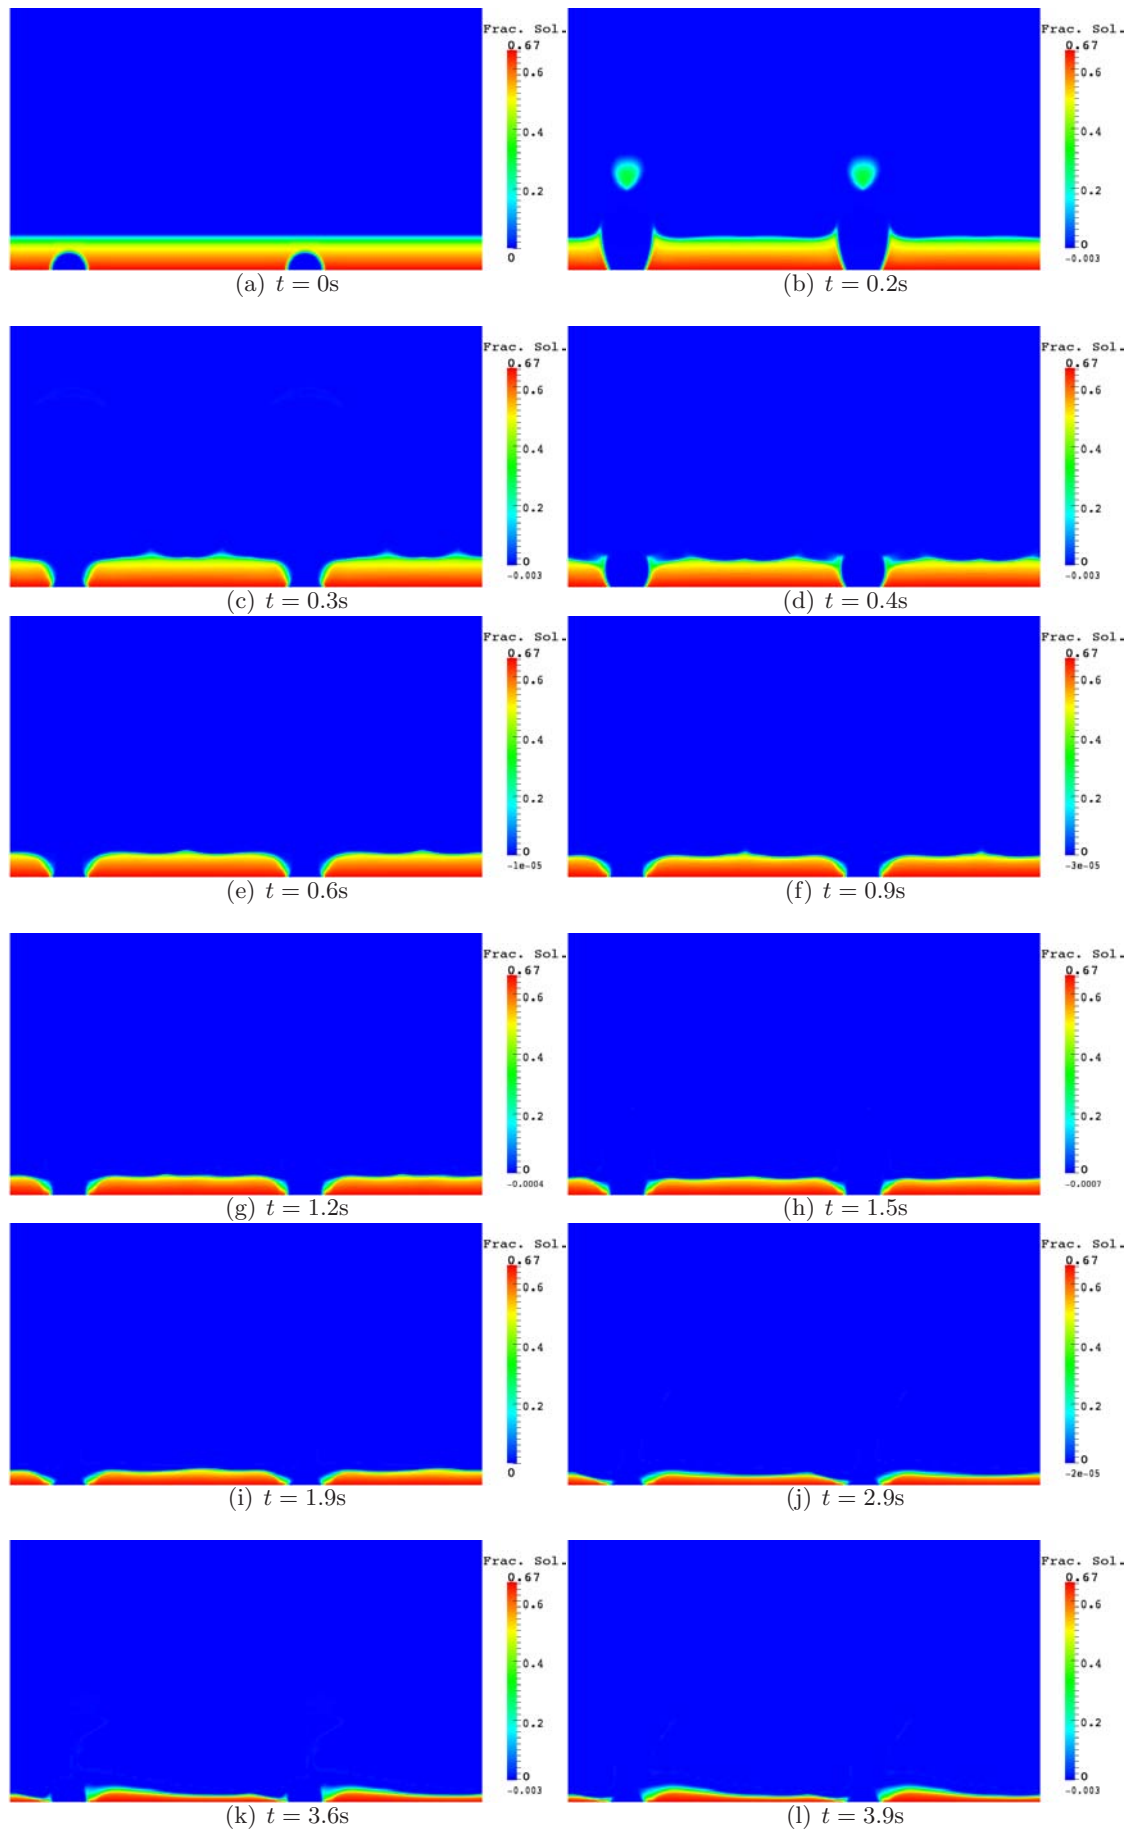 Frac. Sol.
0.67
0.6
0.4
0.2
0
0
(a) t = 0s
Frac. Sol.
0.67
0.6
0.4
0.2
0
-0.003
(b) t = 0.2s
Frac. Sol.
0.67
0.6
0.4
0.2
0
-0.003
(c) t = 0.3s
Frac. Sol.
0.67
0.6
0.4
0.2
0
-0.003
(d) t = 0.4s
Frac. Sol.
0.67
0.6
0.4
0.2
0
-1e-05
(e) t = 0.6s
Frac. Sol.
0.67
0.6
0.4
0.2
0
-3e-05
(f) t = 0.9s
Frac. Sol.
0.67
0.6
0.4
0.2
0
-0.0004
(g) t = 1.2s
Frac. Sol.
0.67
0.6
0.4
0.2
0
-0.0007
(h) t = 1.5s
Frac. Sol.
0.67
0.6
0.4
0.2
0
(i) t = 1.9s
Frac. Sol.
0.67
0.6
0.4
0.2
0
-2e-05
(j) t = 2.9s
Frac. Sol.
0.67
0.6
0.4
0.2
0
-0.003
(k) t = 3.6s
Frac. Sol.
0.67
0.6
0.4
0.2
0
-0.003
(l) t = 3.9s